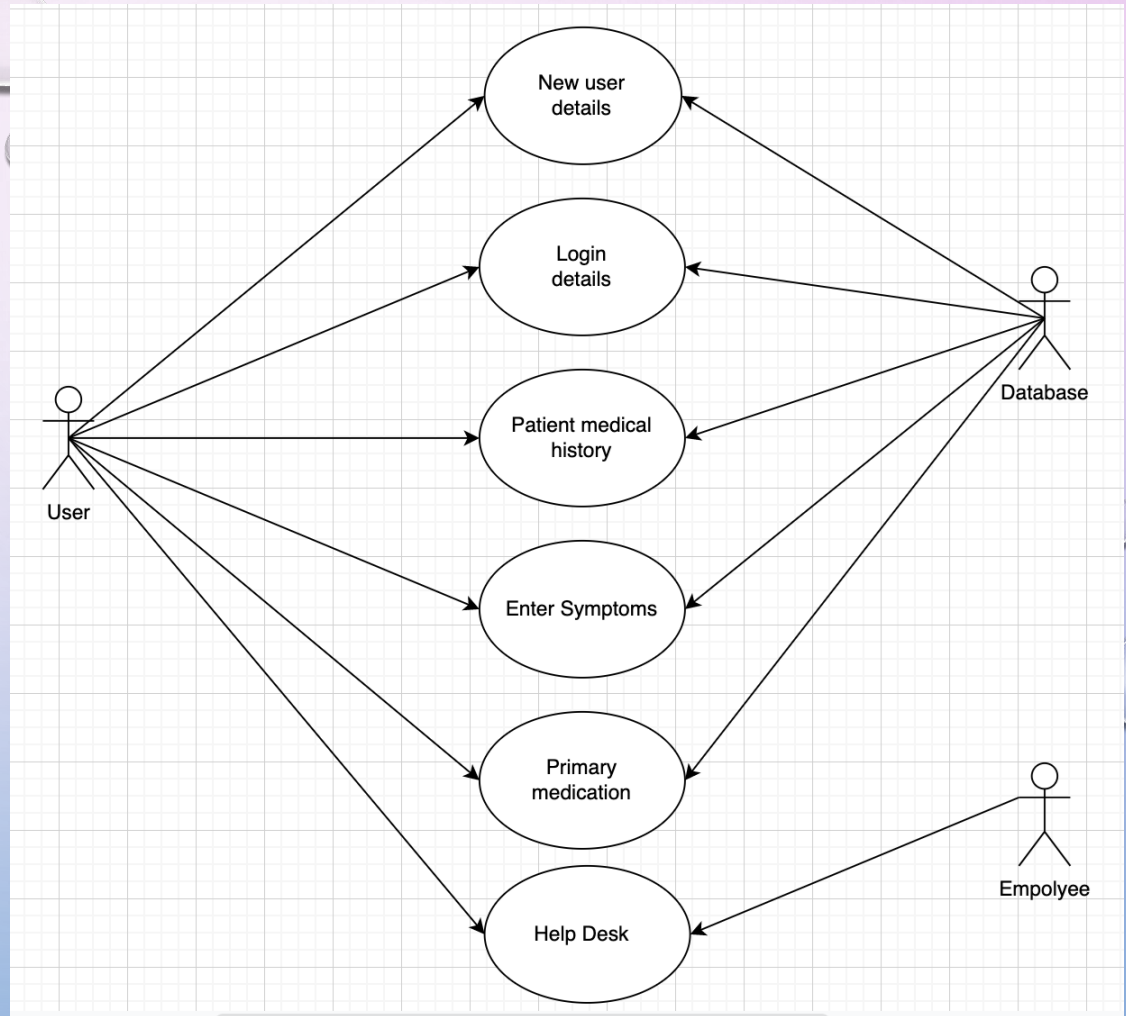 New user
details
Login
details
Database
Patient medical
history
User
Enter Symptoms
Primary
medication
Empolyee
Help Desk